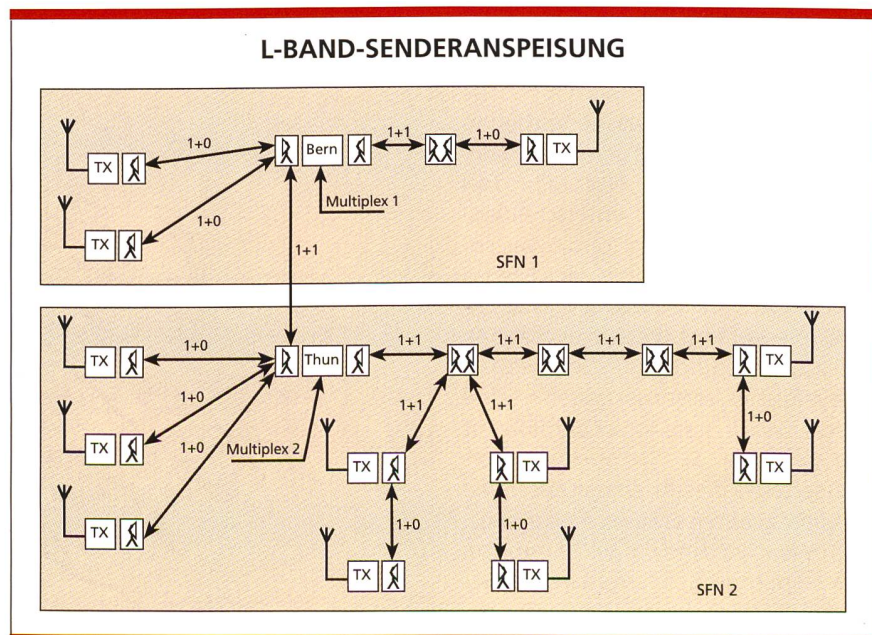 L-BAND-SENDERANSPEISUNG
1+0
1+1
1+0
TX
Bern
TX
1+0
Multiplex 1
TX
1+1
SFN 1
1+0
1+1
1+1
1+1
1+1
TX
Thun
TX
1+0
1+1
1+1
1+0
TX
1+0
Multiplex 2
TX
TX
TX
TX
1+0
1+0
TX
TX
SFN 2